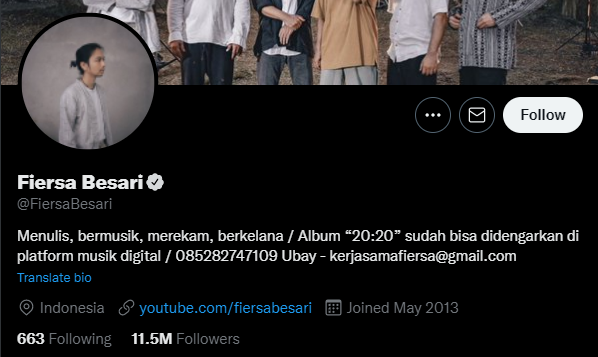 Follow
Fiersa Besari
@FiersaBesari
Menulis, bermusik, merekam, berkelana / Album “20:20” sudah bisa didengarkan di
platform musik digital / 085282747109 Ubay - kerjasamafiersa@gmail.com
Translate bio
Indonesia youtube.com/fiersabesari Joined May 2013
663 Following 11.5M Followers